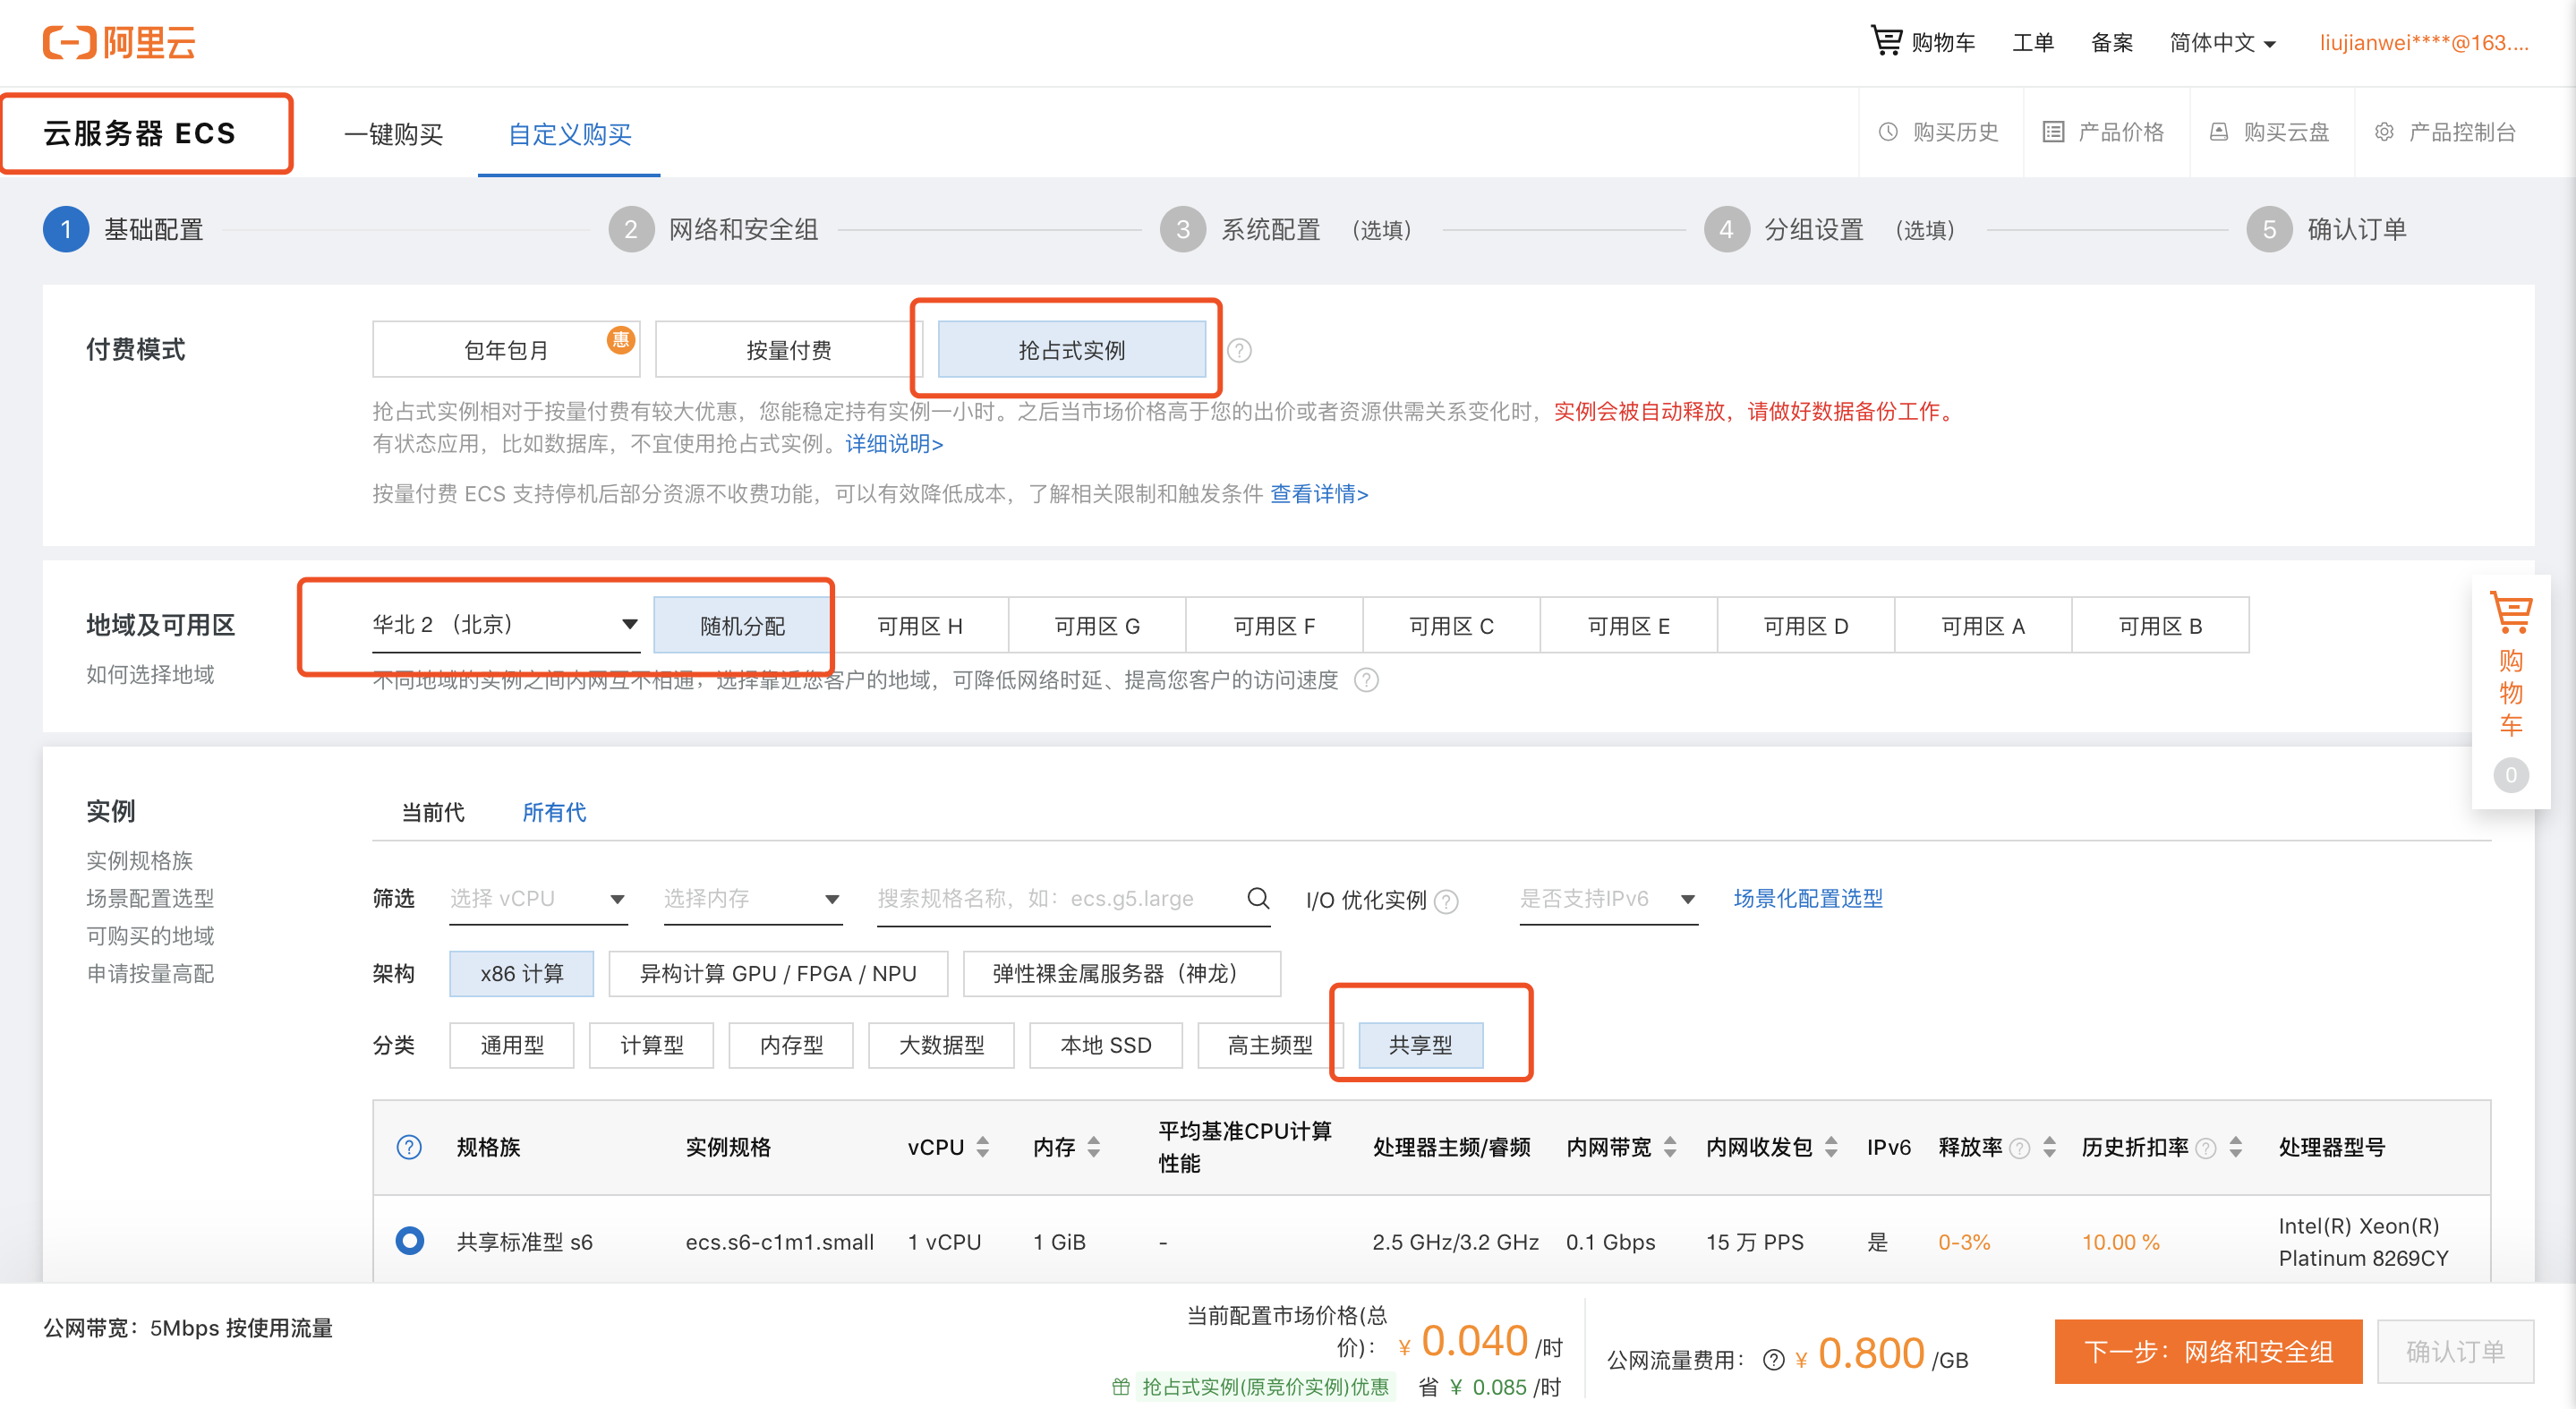 阿里云
购物车 工单 备案 简体中文 liujianwei****@163....
云服务器 ECS 一键购买 自定义购买 购买历史 产品价格 购买云盘 产品控制台
1 基础配置 2 网络和安全组 3 系统配置 （选填） 4 分组设置 （选填） 5 确认订单
付费模式 包年包月 惠 按量付费 抢占式实例 ?
抢占式实例相对于按量付费有较大优惠，您能稳定持有实例一小时。之后当市场价格高于您的出价或者资源供需关系变化时，实例会被自动释放，请做好数据备份工作。
有状态应用，比如数据库，不宜使用抢占式实例。详细说明>
按量付费 ECS 支持停机后部分资源不收费功能，可以有效降低成本，了解相关限制和触发条件 查看详情>
地域及可用区 华北 2 （北京） 随机分配 可用区 H 可用区 G 可用区 F 可用区 C 可用区 E 可用区 D 可用区 A 可用区 B
如何选择地域 不同地域的实例之间内网互不相通；选择靠近您客户的地域，可降低网络时延、提高您客户的访问速度 ?
购
物
车
0
实例 当前代 所有代
实例规格族
场景配置选型
可购买的地域
申请按量高配
筛选 选择 vCPU 选择内存 搜索规格名称，如：ecs.g5.large I/O 优化实例 ? 是否支持IPv6 场景化配置选型
架构 x86 计算 异构计算 GPU / FPGA / NPU 弹性裸金属服务器（神龙）
分类 通用型 计算型 内存型 大数据型 本地 SSD 高主频型 共享型
? 规格族 实例规格 vCPU 内存 平均基准CPU计算
性能 处理器主频/睿频 内网带宽 内网收发包 IPv6 释放率 ? 历史折扣率 ? 处理器型号
共享标准型 s6 ecs.s6-c1m1.small 1 vCPU 1 GiB - 2.5 GHz/3.2 GHz 0.1 Gbps 15 万 PPS 是 0-3% 10.00 % Intel(R) Xeon(R)
Platinum 8269CY
公网带宽：5Mbps 按使用流量
当前配置市场价格(总
价)： ¥ 0.040 /时
抢占式实例(原竞价实例)优惠 省 ¥ 0.085 /时
公网流量费用： ? ¥ 0.800 /GB
下一步：网络和安全组 确认订单